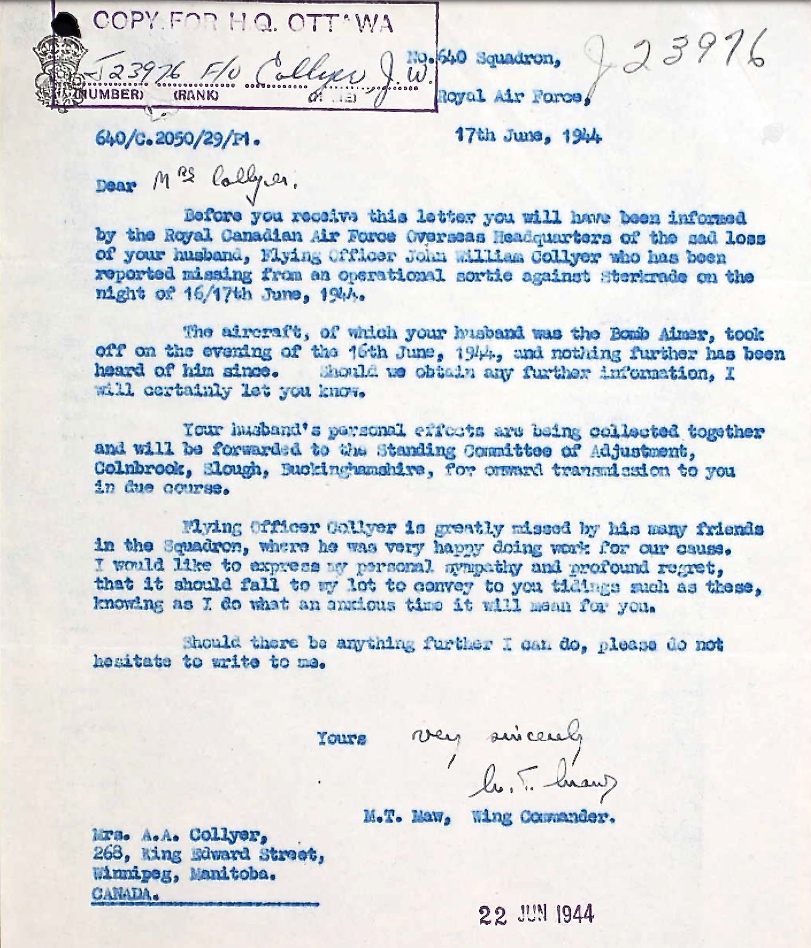 COPY FOR H.Q. OTTAWA
J23976 F/O Collyer J.W.
(NUMBER) (RANK) (NAME)
J23976
No.640 Squadron,
Royal Air Force,
640/C.2050/29/P1.
17th June, 1944
Dear Mrs Collyer.
Before you receive this letter you will have been informed
by the Royal Canadian Air Force Overseas Headquarters of the sad loss
of your husband, Flying Officer John William Collyer who has been
reported missing from an operational sortie against Sterkrade on the
night of 16/17th June, 1944.
The aircraft, of which your husband was the Bomb Aimer, took
off on the evening of the 16th June, 1944, and nothing further has been
heard of him since. Should we obtain any further information, I
will certainly let you know.
Your husband's personal effects are being collected together
and will be forwarded to the Standing Committee of Adjustment,
Colnbrook, Slough, Buckinghamshire, for onward transmission to you
in due course.
Flying Officer Collyer is greatly missed by his many friends
in the Squadron, where he was very happy doing work for our cause.
I would like to express my personal sympathy and profound regret,
that it should fall to my lot to convey to you tidings such as these,
knowing as I do what an anxious time it will mean for you.
Should there be anything further I can do, please do not
hesitate to write to me.
Yours very sincerely
M.T. Maw
M.T. Maw, Wing Commander.
Mrs. A.A. Collyer,
268, King Edward Street,
Winnipeg, Manitoba.
CANADA.
22 JUN 1944